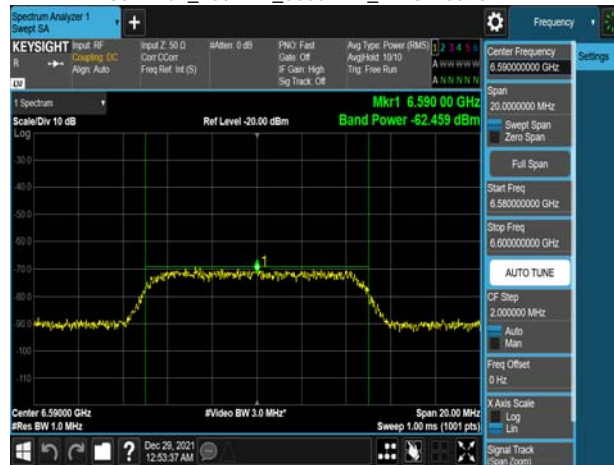 Spectrum Analyzer 1
Swept SA
+
Frequency
KEYSIGHT
R
LV
Input: RF
Coupling: DC
Align: Auto
Input Z: 50 Ω
Corr CCorr
Freq Ref: Int (S)
#Atten: 0 dB
PNO: Fast
Gate: Off
IF Gain: High
Sig Track: Off
Avg Type: Power (RMS)
Avg|Hold: 10/10
Trig: Free Run
1 2 3 4 5 6
A W W W W W
A N N N N N
Center Frequency
6.590000000 GHz
Settings
Span
20.0000000 MHz
Swept Span
Zero Span
Full Span
Start Freq
6.580000000 GHz
Stop Freq
6.600000000 GHz
AUTO TUNE
CF Step
2.000000 MHz
Auto
Man
Freq Offset
0 Hz
X Axis Scale
Log
Lin
Signal Track
(Span Zoom)
1 Spectrum
Scale/Div 10 dB
Ref Level -20.00 dBm
Mkr1 6.590 00 GHz
Band Power -62.459 dBm
Log
-30.0
-40.0
-50.0
-60.0
-70.0
-80.0
-90.0
-100
-110
1
Center 6.59000 GHz
#Video BW 3.0 MHz*
Span 20.00 MHz
#Res BW 1.0 MHz
Sweep 1.00 ms (1001 pts)
?
Dec 29, 2021
12:53:37 AM